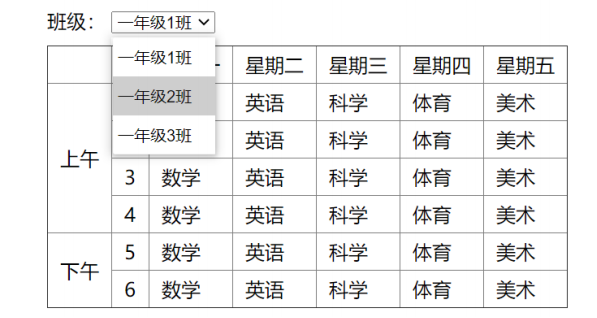 班级： 一年级1班
一年级1班
一年级2班
一年级3班
星期二 星期三 星期四 星期五
上午 英语 科学 体育 美术
英语 科学 体育 美术
3 数学 英语 科学 体育 美术
4 数学 英语 科学 体育 美术
下午 5 数学 英语 科学 体育 美术
6 数学 英语 科学 体育 美术